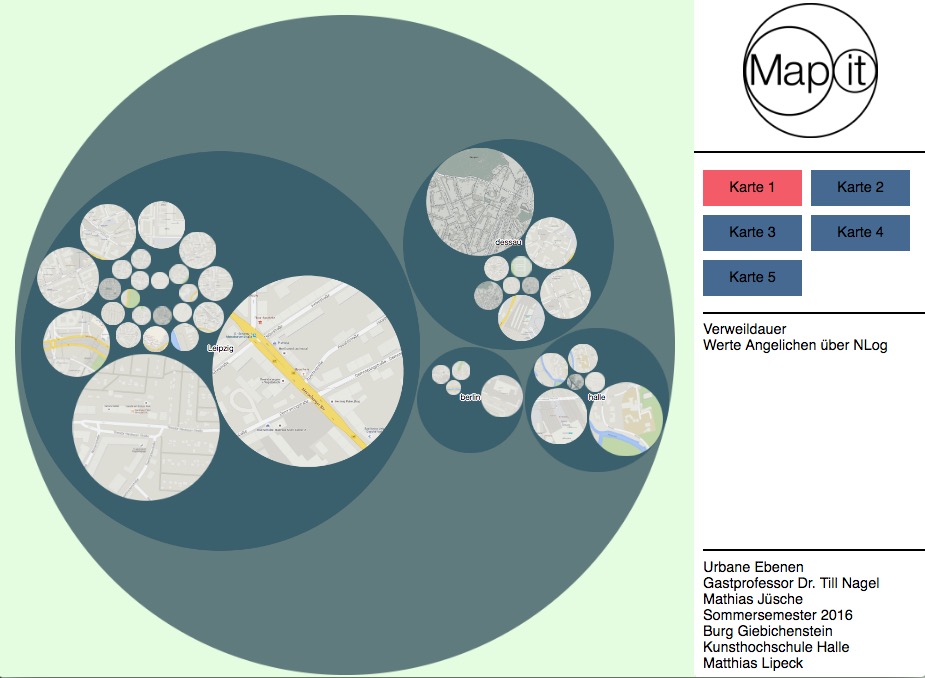 Map it
Karte 1
Karte 2
Karte 3
Karte 4
Karte 5
Verweildauer
Werte Angelichen über NLog
dessau
Leipzig
berlin
halle
Urbane Ebenen
Gastprofessor Dr. Till Nagel
Mathias Jüsche
Sommersemester 2016
Burg Giebichenstein
Kunsthochschule Halle
Matthias Lipeck